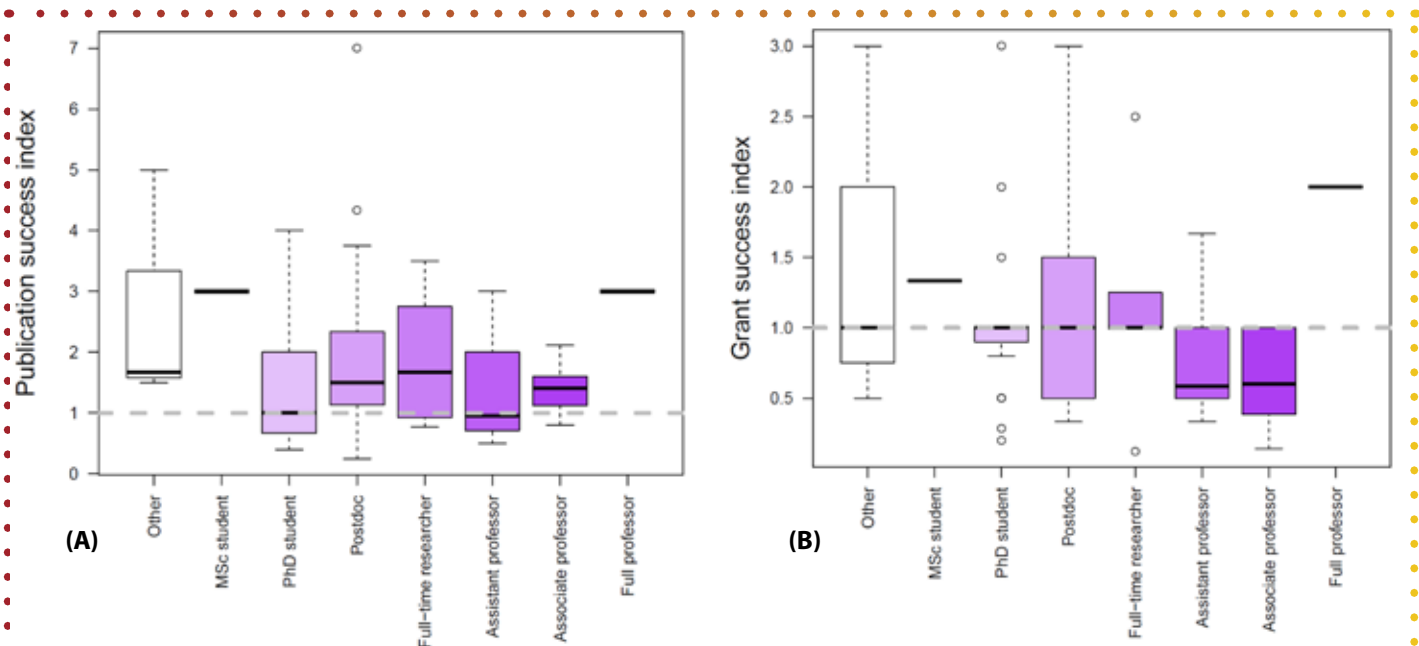 Publication success index
7
6
5
4
3
2
1
0
Other
MSc student
PhD student
Postdoc
Full-time researcher
Assistant professor
Associate professor
Full professor
(A)
Grant success index
3.0
2.5
2.0
1.5
1.0
0.5
Other
MSc student
PhD student
Postdoc
Full-time researcher
Assistant professor
Associate professor
Full professor
(B)